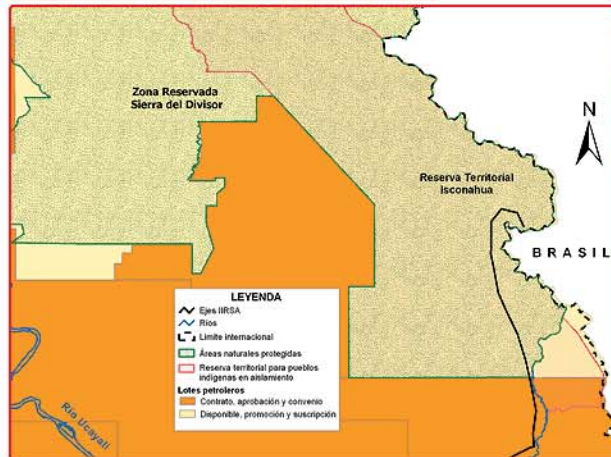 Zona Reservada
Sierra del Divisor
N
Reserva Territorial
Isconahua
BRASIL
LEYENDA
Ejes IIRSA
Ríos
Limite internacional
Áreas naturales protegidas
Reserva territorial para pueblos
indígenas en aislamiento
Lotes petroleros
Contrato, aprobación y convenio
Disponible, promoción y suscripción
Río Ucayali